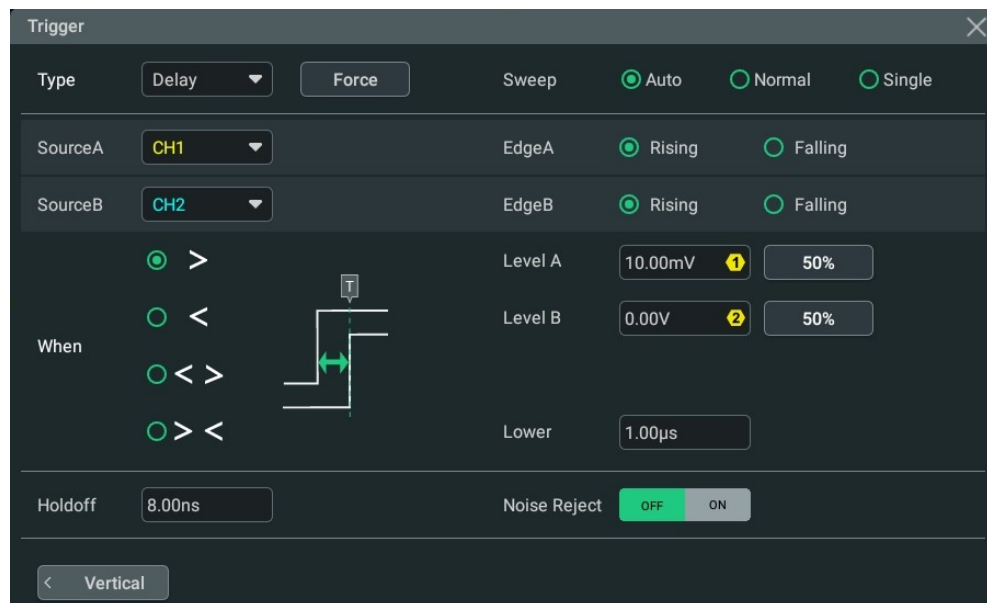 Trigger
Type Delay Force Sweep Auto Normal Single
SourceA CH1 EdgeA Rising Falling
SourceB CH2 EdgeB Rising Falling
> Level A 10.00mV 1 50%
T
< Level B 0.00V 2 50%
When
< >
> < Lower 1.00µs
Holdoff 8.00ns Noise Reject OFF ON
< Vertical